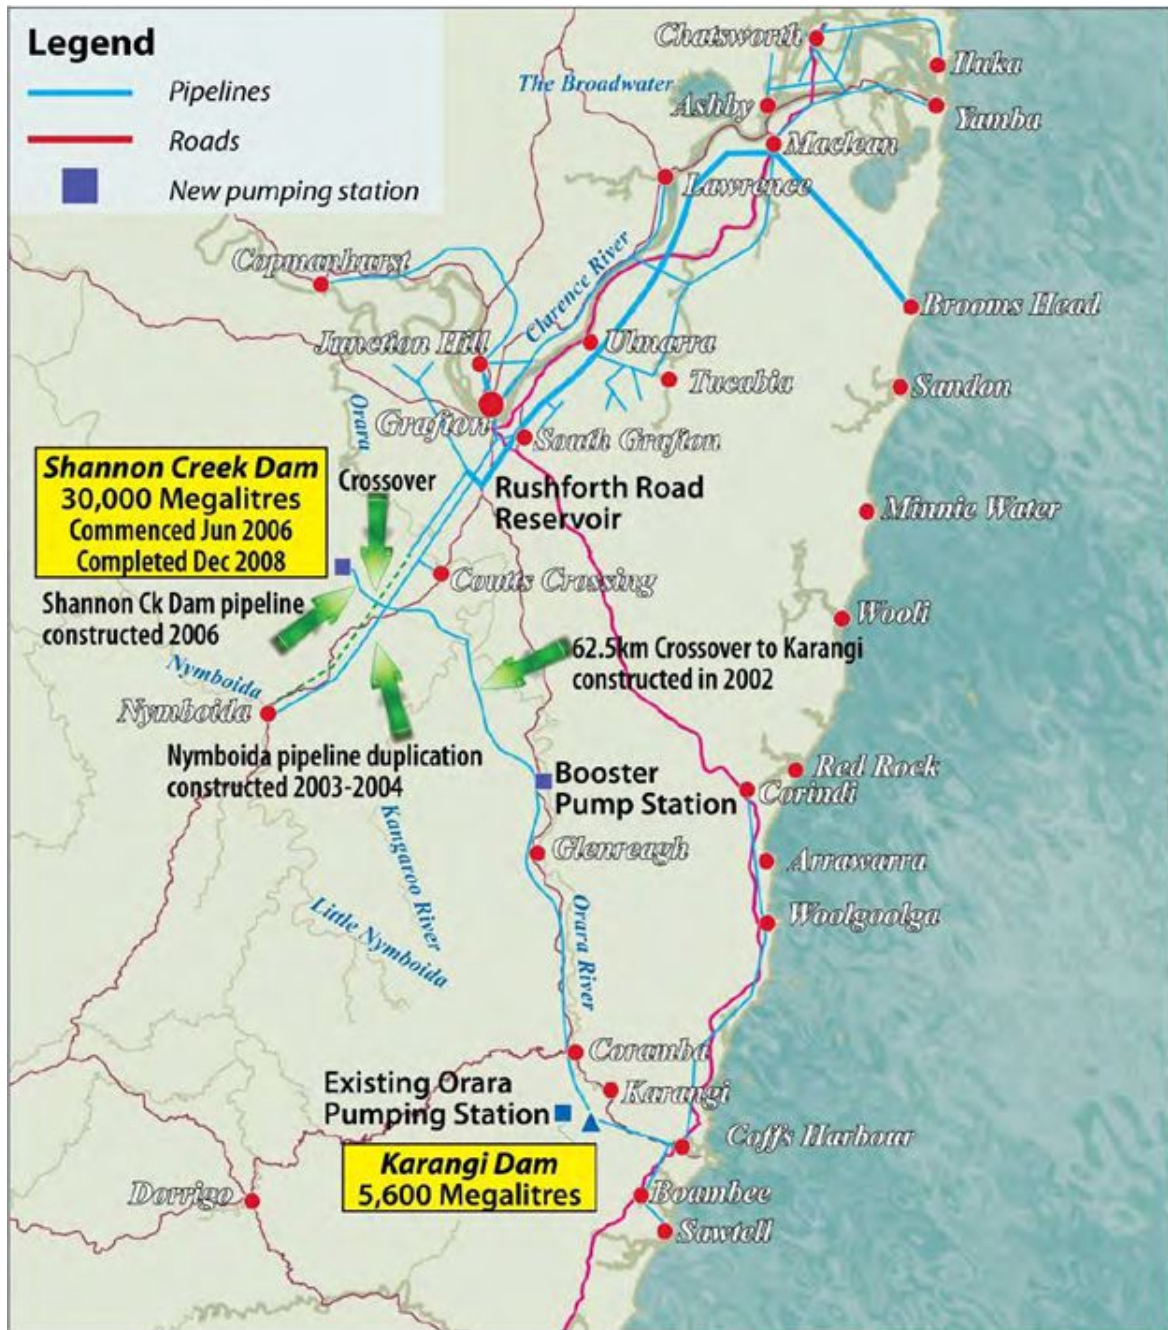 Legend
Pipelines
Roads
New pumping station
Chatsworth
Iluka
The Broadwater
Ashby
Yamba
Maclean
Lawrence
Copmanhurst
Clarence River
Brooms Head
Junction Hill
Ulmarra
Tucabia
Sandon
Orara
Grafton
South Grafton
Shannon Creek Dam
30,000 Megalitres
Commenced Jun 2006
Completed Dec 2008
Crossover
Rushforth Road
Reservoir
Minnie Water
Coutts Crossing
Shannon Ck Dam pipeline
constructed 2006
Wooli
62.5km Crossover to Karangi
constructed in 2002
Nymboida
Nymboida
Nymboida pipeline duplication
constructed 2003-2004
Booster
Pump Station
Red Rock
Corindi
Kangaroo River
Glenreagh
Arrawarra
Little Nymboida
Orara River
Woolgoolga
Coramba
Existing Orara
Pumping Station
Karangi
Coffs Harbour
Karangi Dam
5,600 Megalitres
Dorrigo
Boambee
Sawtell